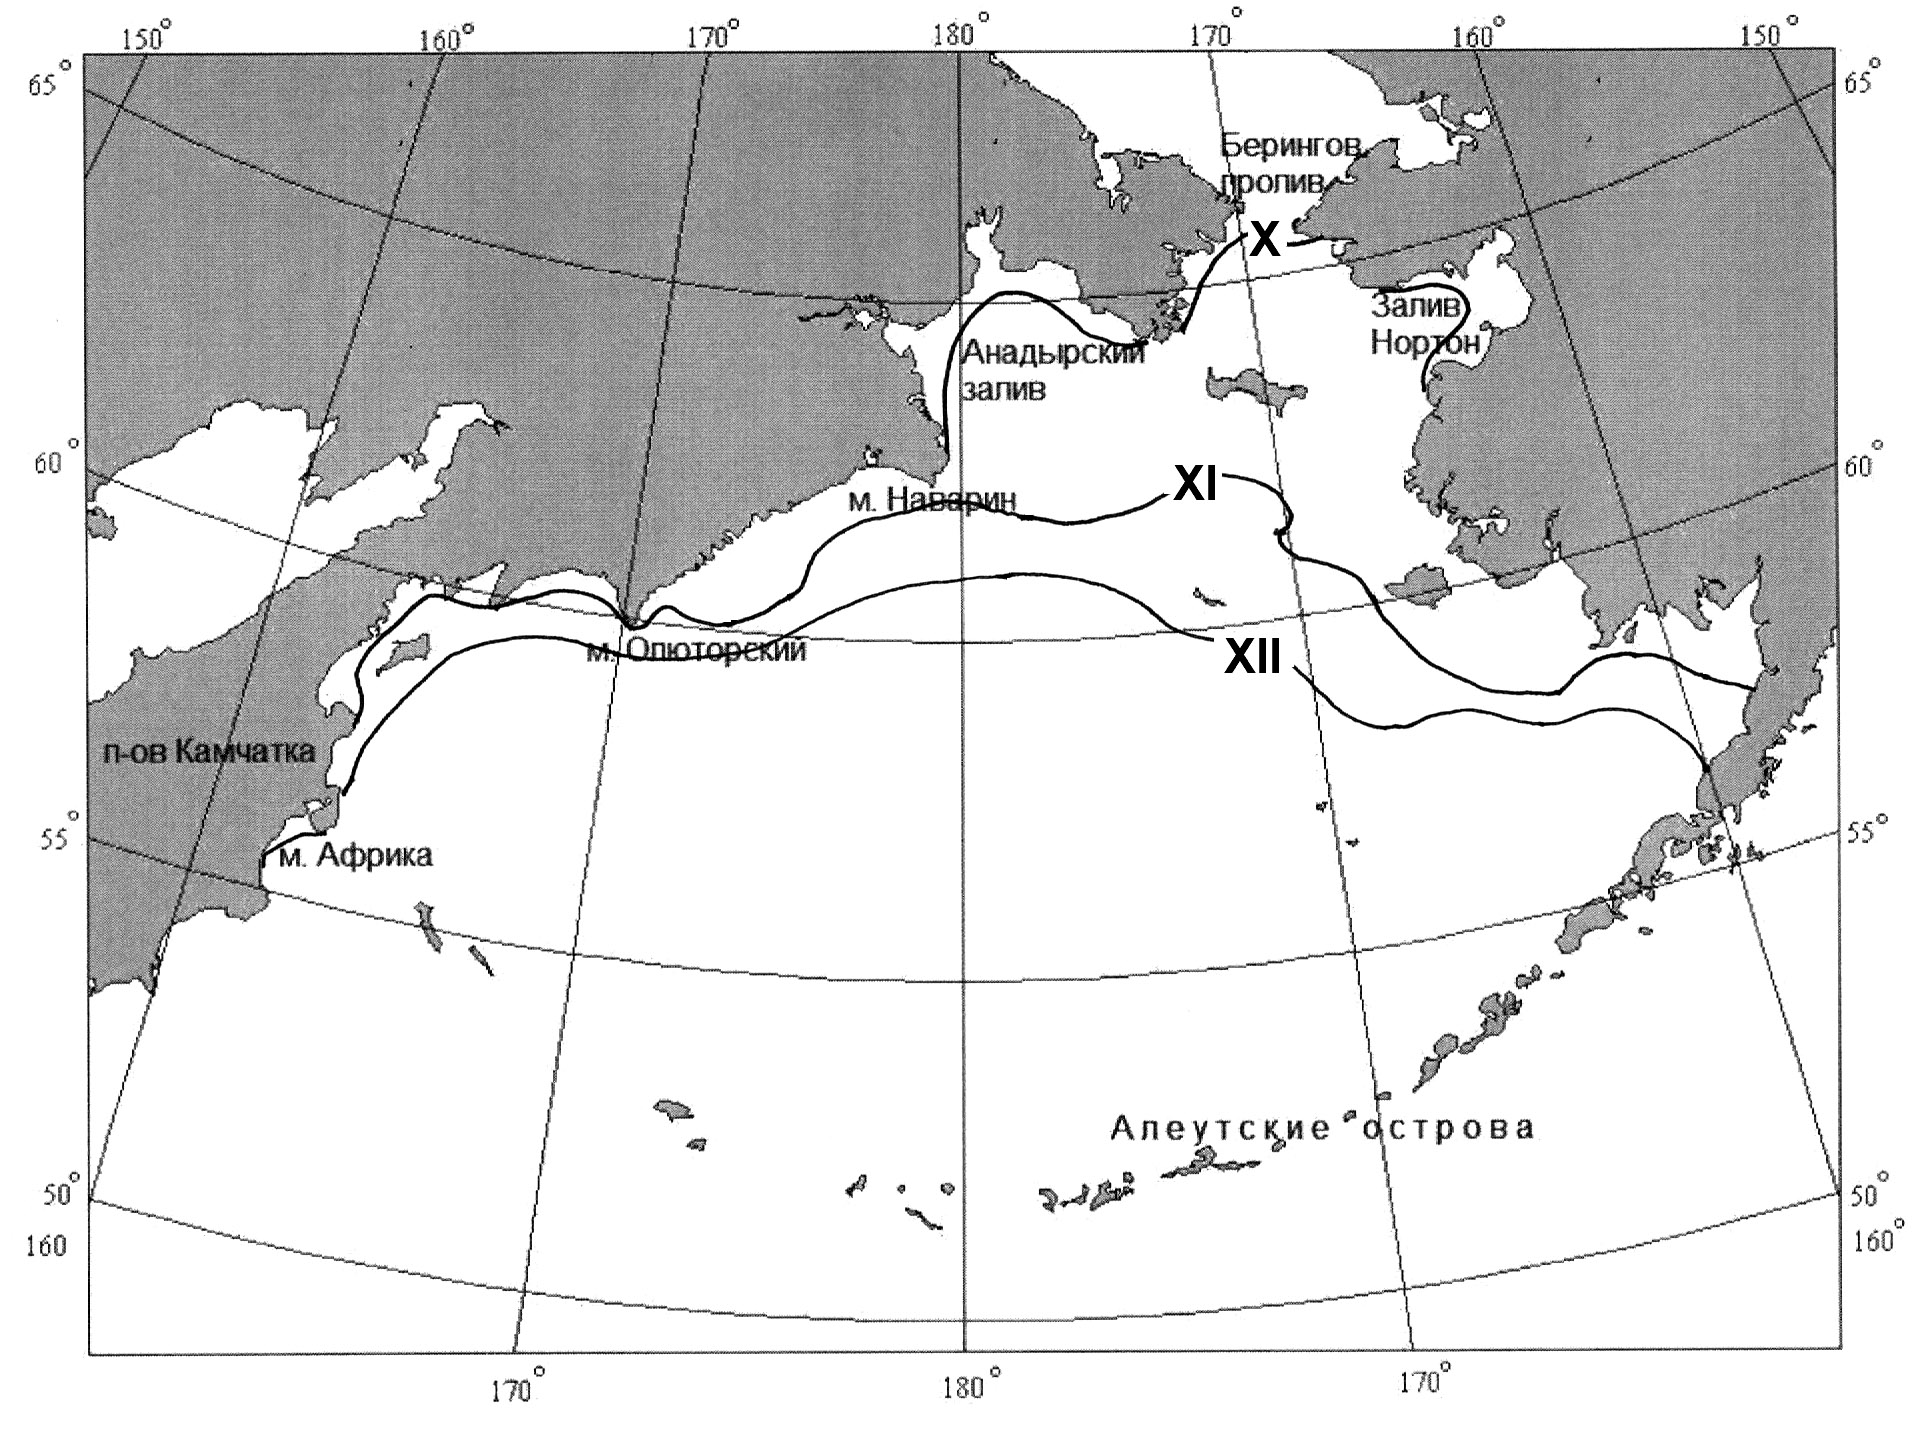 150° 160° 170° 180° 170° 160° 150°
65° 65°
Берингов
пролив
X
Залив
Нортон
Анадырский
залив
60° 60°
XI
м. Наварин
м. Олюторский
XII
п-ов Камчатка
55° 55°
м. Африка
Алеутские острова
50° 50°
160 160°
170° 180° 170°